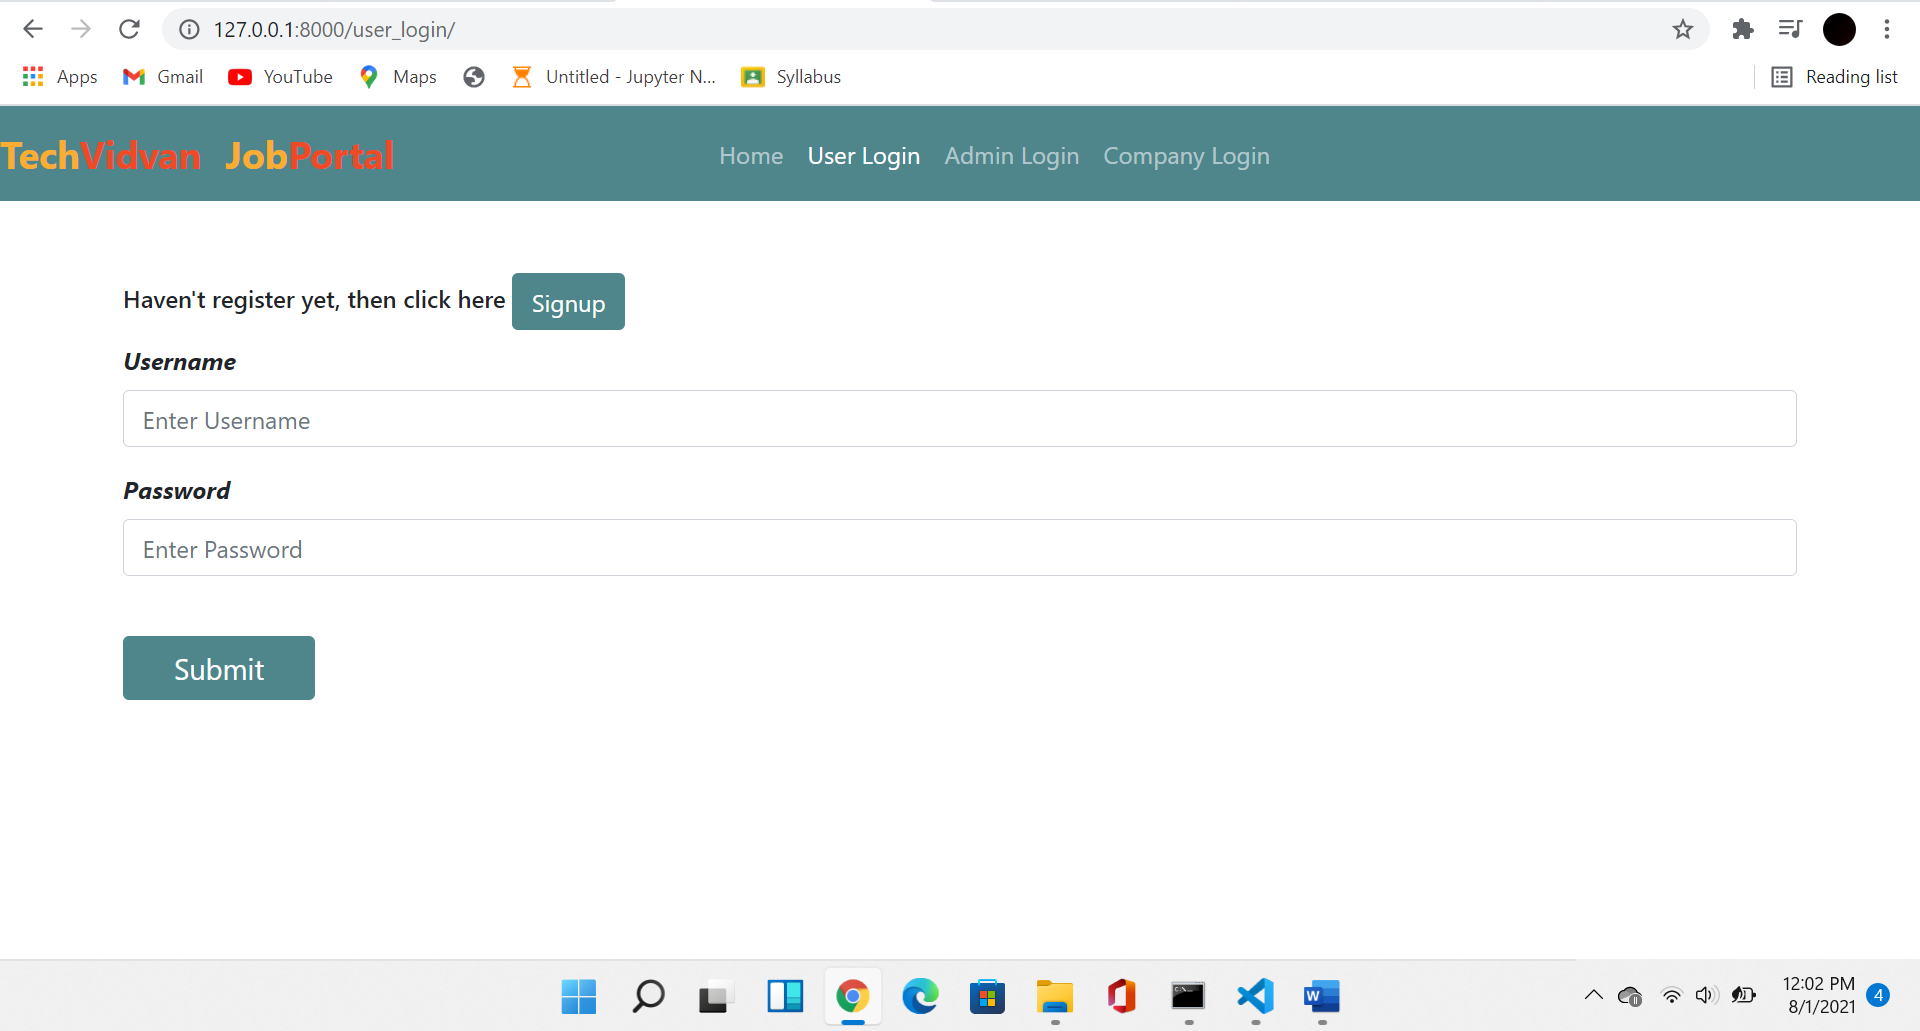 127.0.0.1:8000/user_login/
Apps Gmail YouTube Maps Untitled - Jupyter N... Syllabus Reading list
TechVidvan JobPortal Home User Login Admin Login Company Login
Haven't register yet, then click here Signup
Username
Enter Username
Password
Enter Password
Submit
12:02 PM
8/1/2021 4